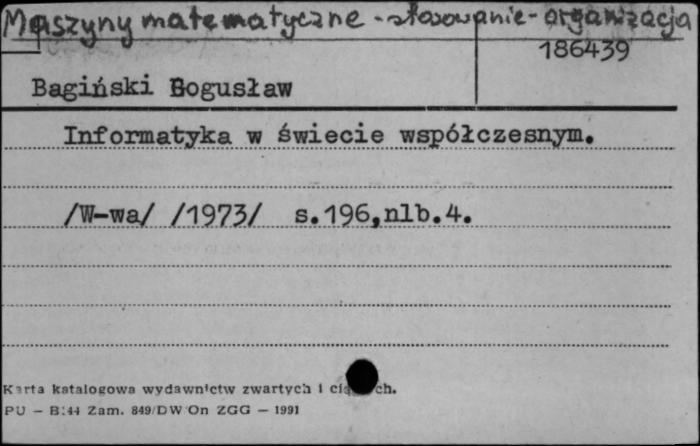 Maszyny matematyczne - stosowanie - organizacja
186439
Bagiński Bogusław
Informatyka w świecie współczesnym.
/W-wa/ /1973/ s.196,nlb.4.
Karta katalogowa wydawnictw zwartych i
PU — B:44 Zam. 849/DW On ZGG — 1991